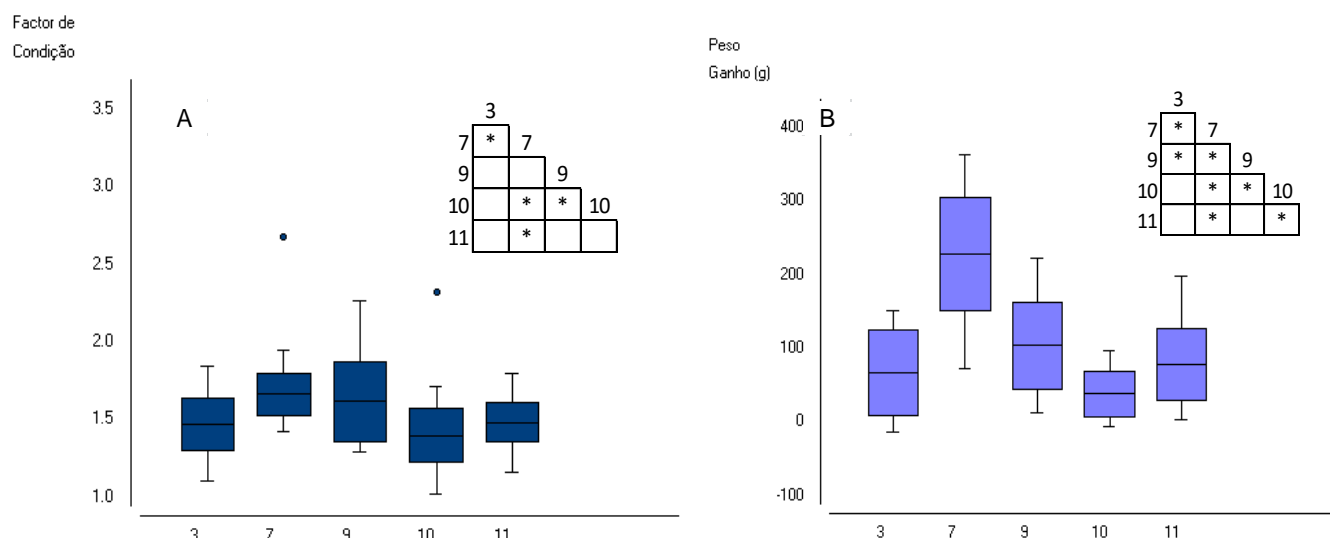 Factor de
Condição
A
3.5
3.0
2.5
2.0
1.5
1.0
3
7 * 7
9 9
10 * * 10
11 *
3 7 9 10 11
Peso
Ganho (g)
B
400
300
200
100
0
-100
3
7 * 7
9 * * 9
10 * * 10
11 * *
3 7 9 10 11